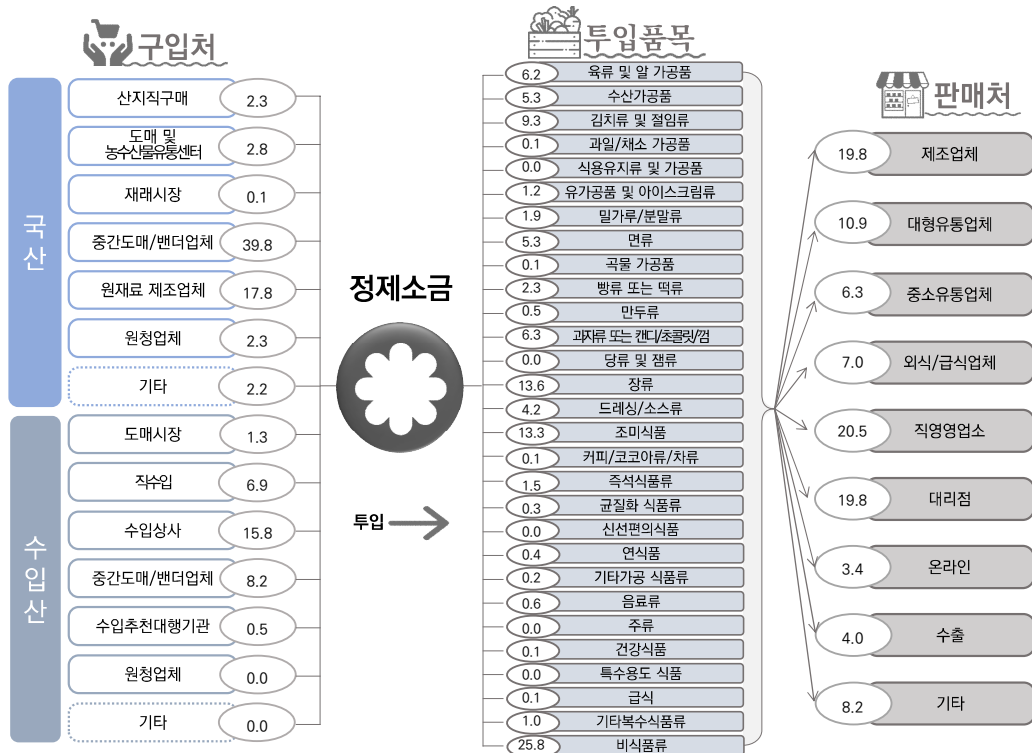 구입처
국산
산지직구매 2.3
도매 및
농수산물유통센터 2.8
재래시장 0.1
중간도매/밴더업체 39.8
원재료 제조업체 17.8
원청업체 2.3
기타 2.2
수입산
도매시장 1.3
직수입 6.9
수입상사 15.8
중간도매/밴더업체 8.2
수입추천대행기관 0.5
원청업체 0.0
기타 0.0
정제소금
투입
투입품목
6.2 육류 및 알 가공품
5.3 수산가공품
9.3 김치류 및 절임류
0.1 과일/채소 가공품
0.0 식용유지류 및 가공품
1.2 유가공품 및 아이스크림류
1.9 밀가루/분말류
5.3 면류
0.1 곡물 가공품
2.3 빵류 또는 떡류
0.5 만두류
6.3 과자류 또는 캔디/초콜릿/껌
0.0 당류 및 잼류
13.6 장류
4.2 드레싱/소스류
13.3 조미식품
0.1 커피/코코아류/차류
1.5 즉석식품류
0.3 균질화 식품류
0.0 신선편의식품
0.4 연식품
0.2 기타가공 식품류
0.6 음료류
0.0 주류
0.1 건강식품
0.0 특수용도 식품
0.1 급식
1.0 기타복수식품류
25.8 비식품류
판매처
19.8 제조업체
10.9 대형유통업체
6.3 중소유통업체
7.0 외식/급식업체
20.5 직영영업소
19.8 대리점
3.4 온라인
4.0 수출
8.2 기타